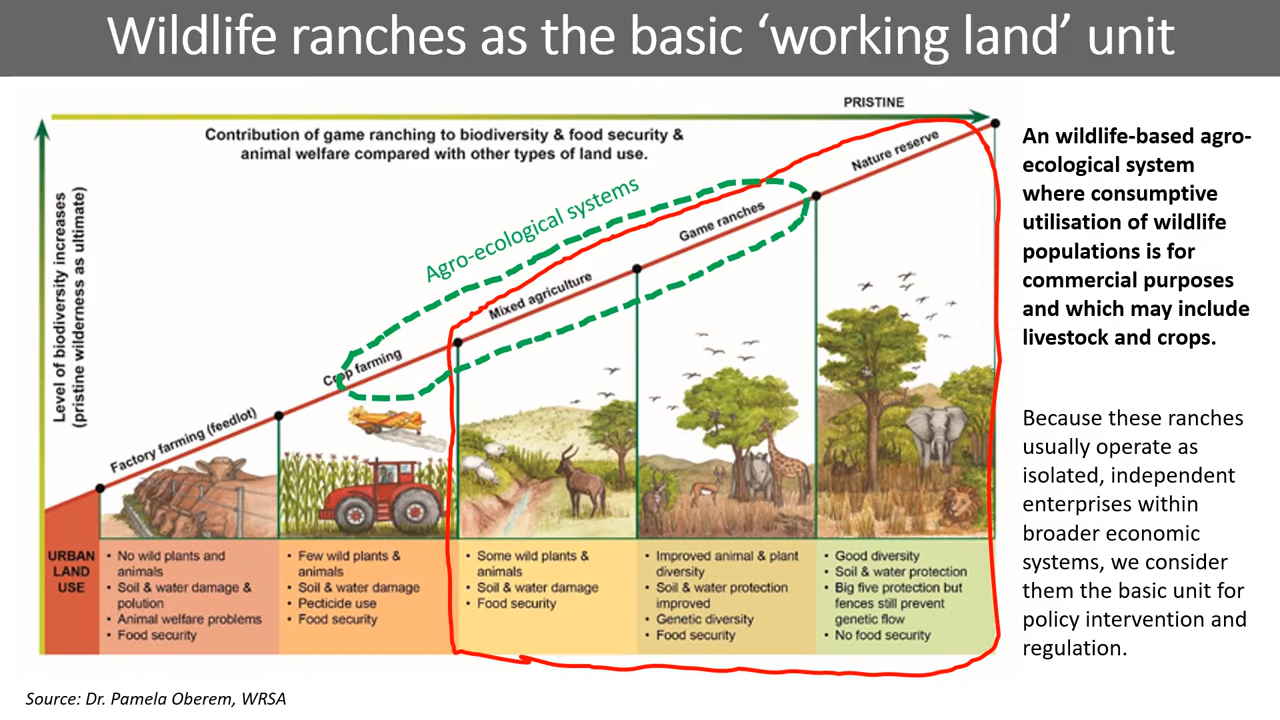 Wildlife ranches as the basic ‘working land’ unit
PRISTINE
Contribution of game ranching to biodiversity & food security &
animal welfare compared with other types of land use.
Level of biodiversity increases
(pristine wilderness as ultimate)
Agro-ecological systems
Factory farming (feedlot)
Crop farming
Mixed agriculture
Game ranches
Nature reserve
URBAN
LAND
USE
• No wild plants and
animals
• Soil & water damage &
polution
• Animal welfare problems
• Food security
• Few wild plants &
animals
• Soil & water damage
• Pecticide use
• Food security
• Some wild plants &
animals
• Soil & water damage
• Food security
• Improved animal & plant
diversity
• Soil & water protection
improved
• Genetic diversity
• Food security
• Good diversity
• Soil & water protection
• Big five protection but
fences still prevent
genetic flow
• No food security
An wildlife-based agro-
ecological system
where consumptive
utilisation of wildlife
populations is for
commercial purposes
and which may include
livestock and crops.
Because these ranches
usually operate as
isolated, independent
enterprises within
broader economic
systems, we consider
them the basic unit for
policy intervention and
regulation.
Source: Dr. Pamela Oberem, WRSA